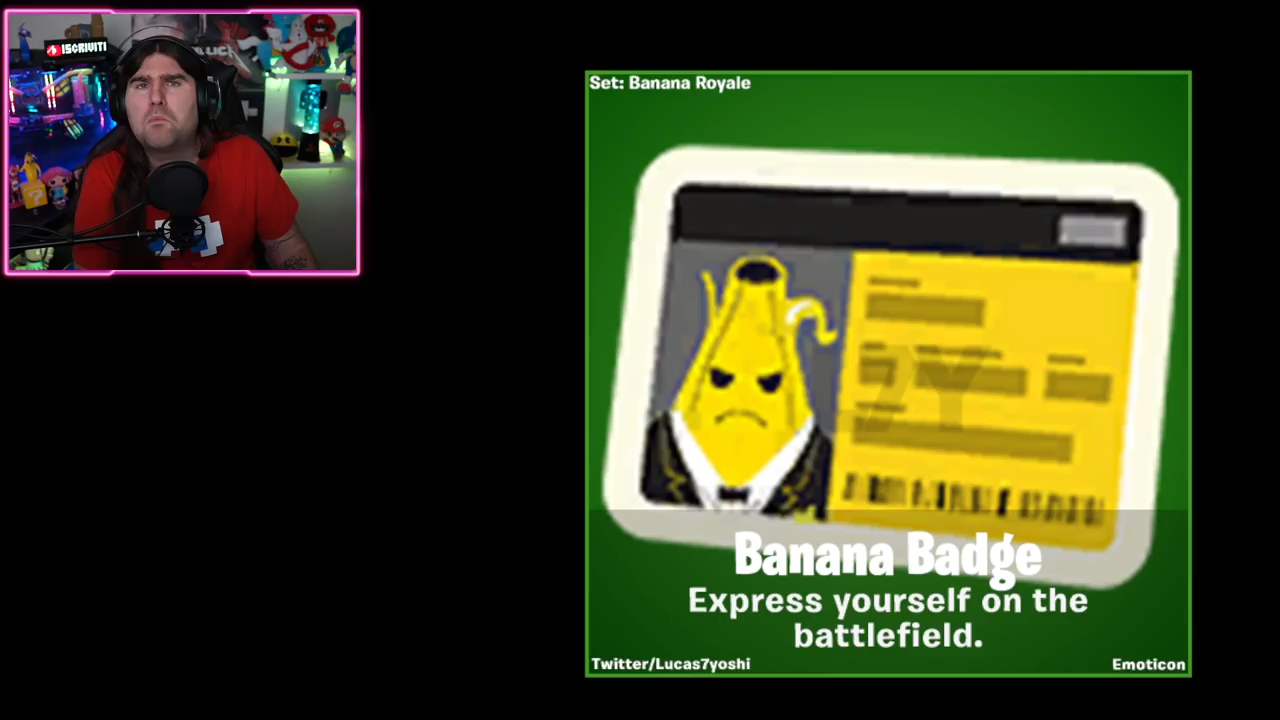 ISCRIVITI
Set: Banana Royale
Banana Badge
Express yourself on the
battlefield.
Twitter/Lucas7yoshi
Emoticon